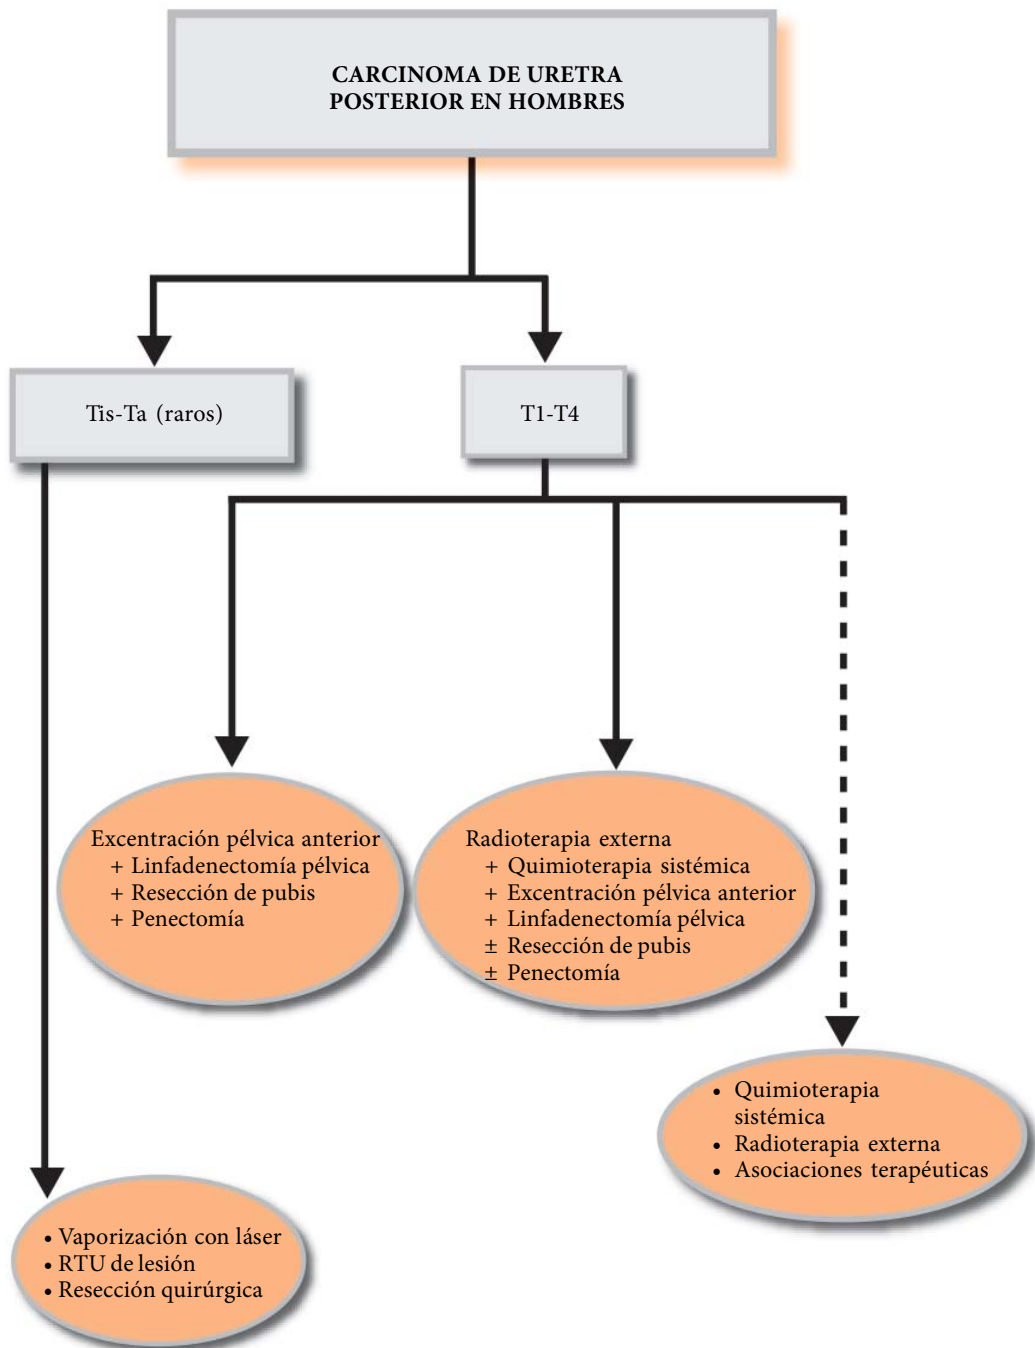 CARCINOMA DE URETRA
POSTERIOR EN HOMBRES
Tis-Ta (raros)
T1-T4
Excentración pélvica anterior
+ Linfadenectomía pélvica
+ Resección de pubis
+ Penectomía
Radioterapia externa
+ Quimioterapia sistémica
+ Excentración pélvica anterior
+ Linfadenectomía pélvica
± Resección de pubis
± Penectomía
• Quimioterapia
sistémica
• Radioterapia externa
• Asociaciones terapéuticas
• Vaporización con láser
• RTU de lesión
• Resección quirúrgica